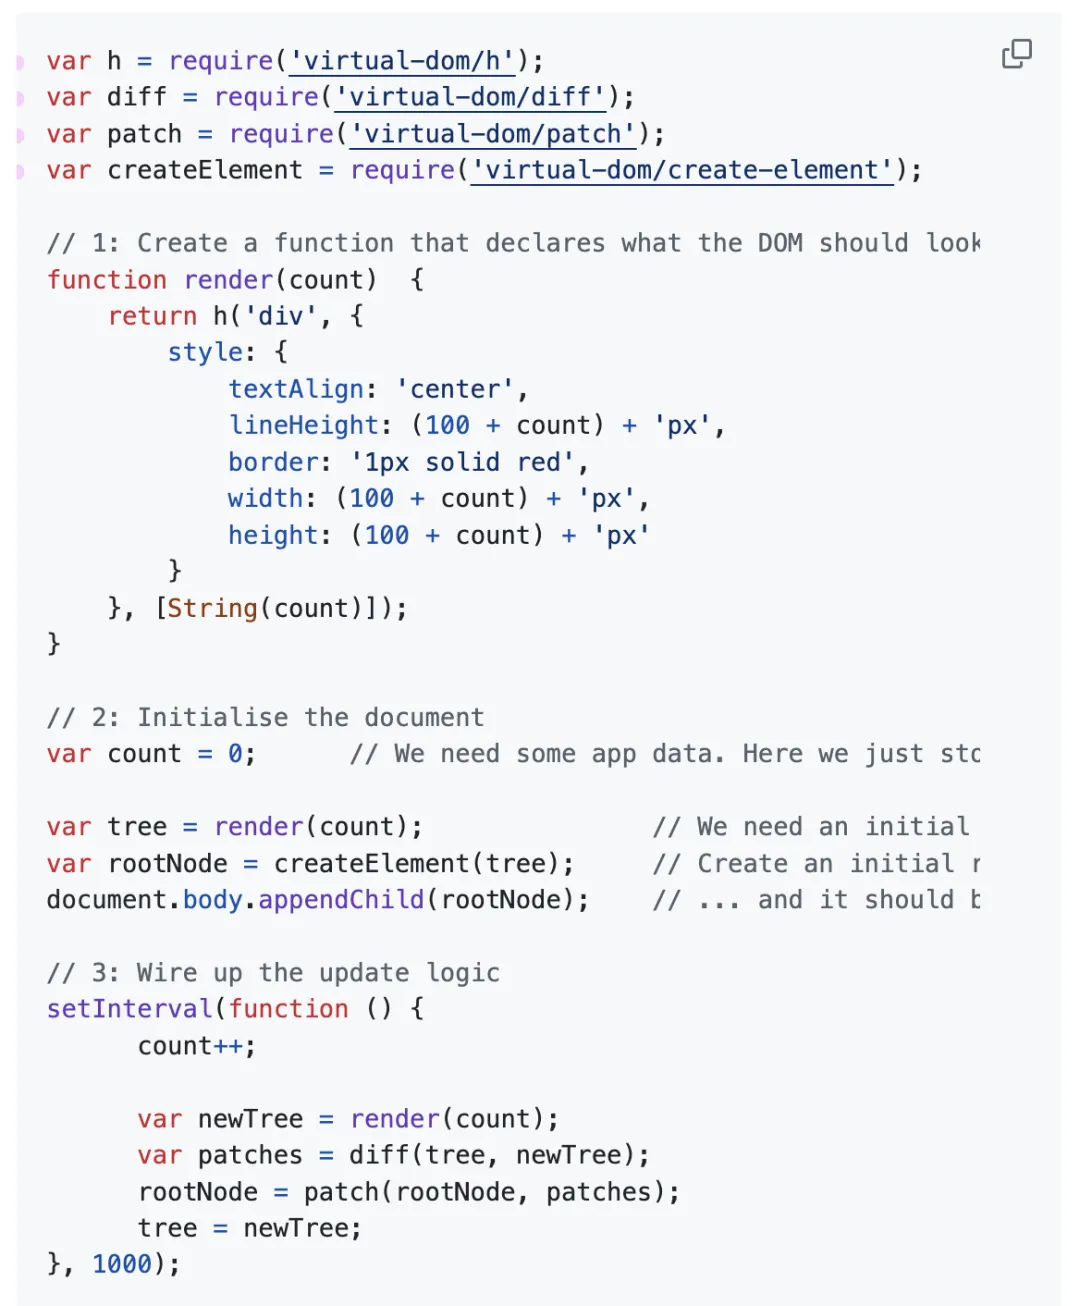 var h = require('virtual-dom/h');
var diff = require('virtual-dom/diff');
var patch = require('virtual-dom/patch');
var createElement = require('virtual-dom/create-element');

// 1: Create a function that declares what the DOM should look
function render(count)  {
    return h('div', {
        style: {
            textAlign: 'center',
            lineHeight: (100 + count) + 'px',
            border: '1px solid red',
            width: (100 + count) + 'px',
            height: (100 + count) + 'px'
        }
    }, [String(count)]);
}

// 2: Initialise the document
var count = 0;      // We need some app data. Here we just

var tree = render(count);               // We need an initial
var rootNode = createElement(tree);     // Create an initial
document.body.appendChild(rootNode);    // ... and it should

// 3: Wire up the update logic
setInterval(function () {
      count++;

      var newTree = render(count);
      var patches = diff(tree, newTree);
      rootNode = patch(rootNode, patches);
      tree = newTree;
}, 1000);